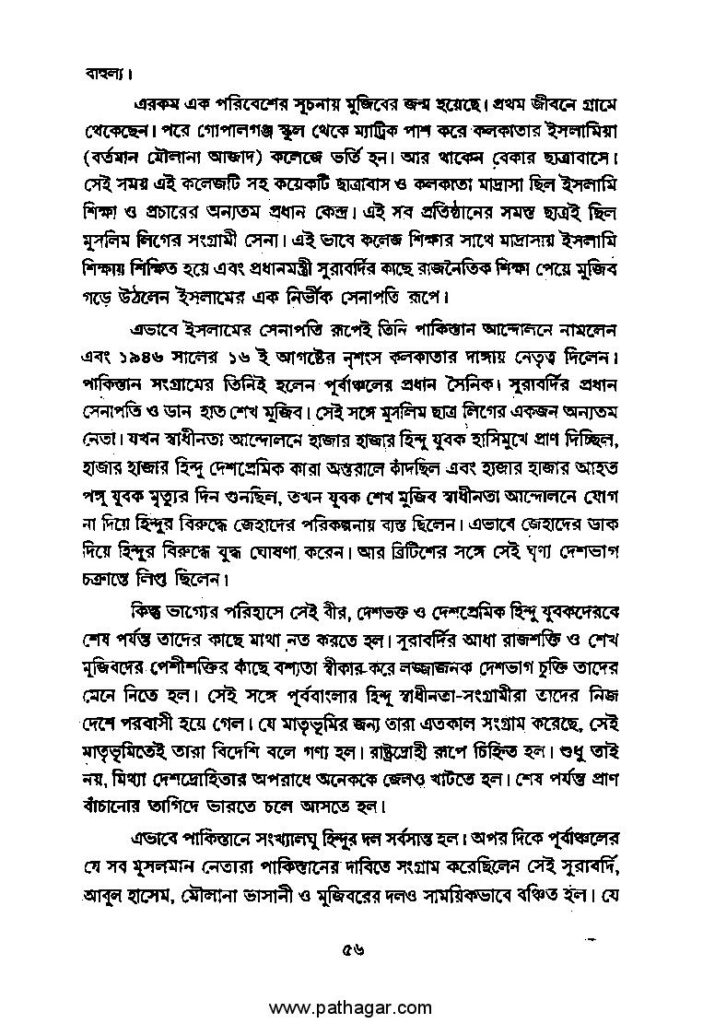 বাহুল্য।
এরকম এক পরিবেশের সূচনায় মুজিবের জন্ম হয়েছে। প্রথম জীবনে গ্রামে
থেকেছেন। পরে গোপালগঞ্জ স্কুল থেকে ম্যাট্রিক পাশ করে কলকাতার ইসলামিয়া
(বর্তমান মৌলানা আজাদ) কলেজে ভর্তি হন। আর থাকেন বেকার ছাত্রাবাসে।
সেই সময় এই কলেজটি সহ কয়েকটি ছাত্রাবাস ও কলকাতা মাদ্রাসা ছিল ইসলামি
শিক্ষা ও প্রচারের অন্যতম প্রধান কেন্দ্র। এই সব প্রতিষ্ঠানের সমস্ত ছাত্রই ছিল
মুসলিম লিগের সংগ্রামী সেনা। এই ভাবে কলেজ শিক্ষার সাথে মাদ্রাসায় ইসলামি
শিক্ষায় শিক্ষিত হয়ে এবং প্রধানমন্ত্রী সুরাবর্দির কাছে রাজনৈতিক শিক্ষা পেয়ে মুজিব
গড়ে উঠলেন ইসলামের এক নির্ভীক সেনাপতি রূপে।
এভাবে ইসলামের সেনাপতি রূপেই তিনি পাকিস্তান আন্দোলনে নামলেন
এবং ১৯৪৬ সালের ১৬ ই আগষ্টের নৃশংস কলকাতার দাঙ্গায় নেতৃত্ব দিলেন।
পাকিস্তান সংগ্রামের তিনিই হলেন পূর্বাঞ্চলের প্রধান সৈনিক। সুরাবর্দির প্রধান
সেনাপতি ও ডান হাত শেখ মুজিব। সেই সঙ্গে মুসলিম ছাত্র লিগের একজন অন্যতম
নেতা। যখন স্বাধীনতা আন্দোলনে হাজার হাজার হিন্দু যুবক হাসিমুখে প্রাণ দিচ্ছিল,
হাজার হাজার হিন্দু দেশপ্রেমিক কারা অন্তরালে কাঁদছিল এবং হাজার হাজার আহত
পঙ্গু যুবক মৃত্যুর দিন গুনছিল, তখন যুবক শেখ মুজিব স্বাধীনতা আন্দোলনে যোগ
না দিয়ে হিন্দুর বিরুদ্ধে জেহাদের পরিকল্পনায় ব্যস্ত ছিলেন। এভাবে জেহাদের ডাক
দিয়ে হিন্দুর বিরুদ্ধে যুদ্ধ ঘোষণা করেন। আর ব্রিটিশের সঙ্গে সেই ঘৃণ্য দেশভাগ
চক্রান্তে লিপ্ত ছিলেন।
কিন্তু ভাগ্যের পরিহাসে সেই বীর, দেশভক্ত ও দেশপ্রেমিক হিন্দু যুবকদেরকে
শেষ পর্যন্ত তাদের কাছে মাথা নত করতে হল। সুরাবর্দির আধা রাজশক্তি ও শেখ
মুজিবদের পেশীশক্তির কাছে বশ্যতা স্বীকার-করে লজ্জাজনক দেশভাগ চুক্তি তাদের
মেনে নিতে হল। সেই সঙ্গে পূর্ববাংলার হিন্দু স্বাধীনতা-সংগ্রামীরা তাদের নিজ
দেশে পরবাসী হয়ে গেল। যে মাতৃভূমির জন্য তারা এতকাল সংগ্রাম করেছে, সেই
মাতৃভূমিতেই তারা বিদেশি বলে গণ্য হল। রাষ্ট্রদ্রোহী রূপে চিহ্নিত হল। শুধু তাই
নয়, মিথ্যা দেশদ্রোহিতার অপরাধে অনেককে জেলও খাটতে হল। শেষ পর্যন্ত প্রাণ
বাঁচানোর তাগিদে ভারতে চলে আসতে হল।
এভাবে পাকিস্তানে সংখ্যালঘু হিন্দুর দল সর্বসান্ত হল। অপর দিকে পূর্বাঞ্চলের
যে সব মুসলমান নেতারা পাকিস্তানের দাবিতে সংগ্রাম করেছিলেন সেই সুরাবর্দি,
আবুল হাসেম, মৌলানা ভাসানী ও মুজিবরের দলও সাময়িকভাবে বঞ্চিত হল। যে
৫৬
www.pathagar.com